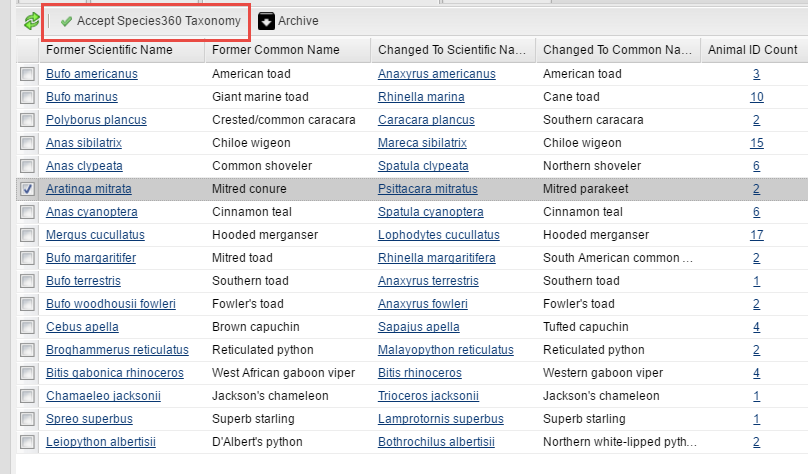 Accept Species360 Taxonomy Archive
Former Scientific Name Former Common Name Changed To Scientific Na... Changed To Common Na... Animal ID Count
Bufo americanus American toad Anaxyrus americanus American toad 3
Bufo marinus Giant marine toad Rhinella marina Cane toad 10
Polyborus plancus Crested/common caracara Caracara plancus Southern caracara 2
Anas sibilatrix Chiloe wigeon Mareca sibilatrix Chiloe wigeon 15
Anas clypeata Common shoveler Spatula clypeata Northern shoveler 6
Aratinga mitrata Mitred conure Psittacara mitratus Mitred parakeet 2
Anas cyanoptera Cinnamon teal Spatula cyanoptera Cinnamon teal 6
Mergus cucullatus Hooded merganser Lophodytes cucullatus Hooded merganser 17
Bufo margaritifer Mitred toad Rhinella margaritifera South American common ... 2
Bufo terrestris Southern toad Anaxyrus terrestris Southern toad 1
Bufo woodhousii fowleri Fowler's toad Anaxyrus fowleri Fowler's toad 2
Cebus apella Brown capuchin Sapajus apella Tufted capuchin 4
Broghammerus reticulatus Reticulated python Malayopython reticulatus Reticulated python 2
Bitis gabonica rhinoceros West African gaboon viper Bitis rhinoceros Western gaboon viper 4
Chamaeleo jacksonii Jackson's chameleon Trioceros jacksonii Jackson's chameleon 1
Spreo superbus Superb starling Lamprotornis superbus Superb starling 1
Leiopython albertisii D'Albert's python Bothrochilus albertisii Northern white-lipped pyth... 2